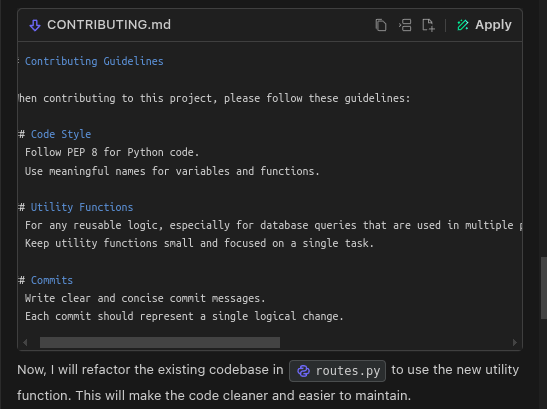 CONTRIBUTING.md
Apply
Contributing Guidelines
hen contributing to this project, please follow these guidelines:
# Code Style
Follow PEP 8 for Python code.
Use meaningful names for variables and functions.
# Utility Functions
For any reusable logic, especially for database queries that are used in multiple
Keep utility functions small and focused on a single task.
# Commits
Write clear and concise commit messages.
Each commit should represent a single logical change.
Now, I will refactor the existing codebase in routes.py to use the new utility
function. This will make the code cleaner and easier to maintain.